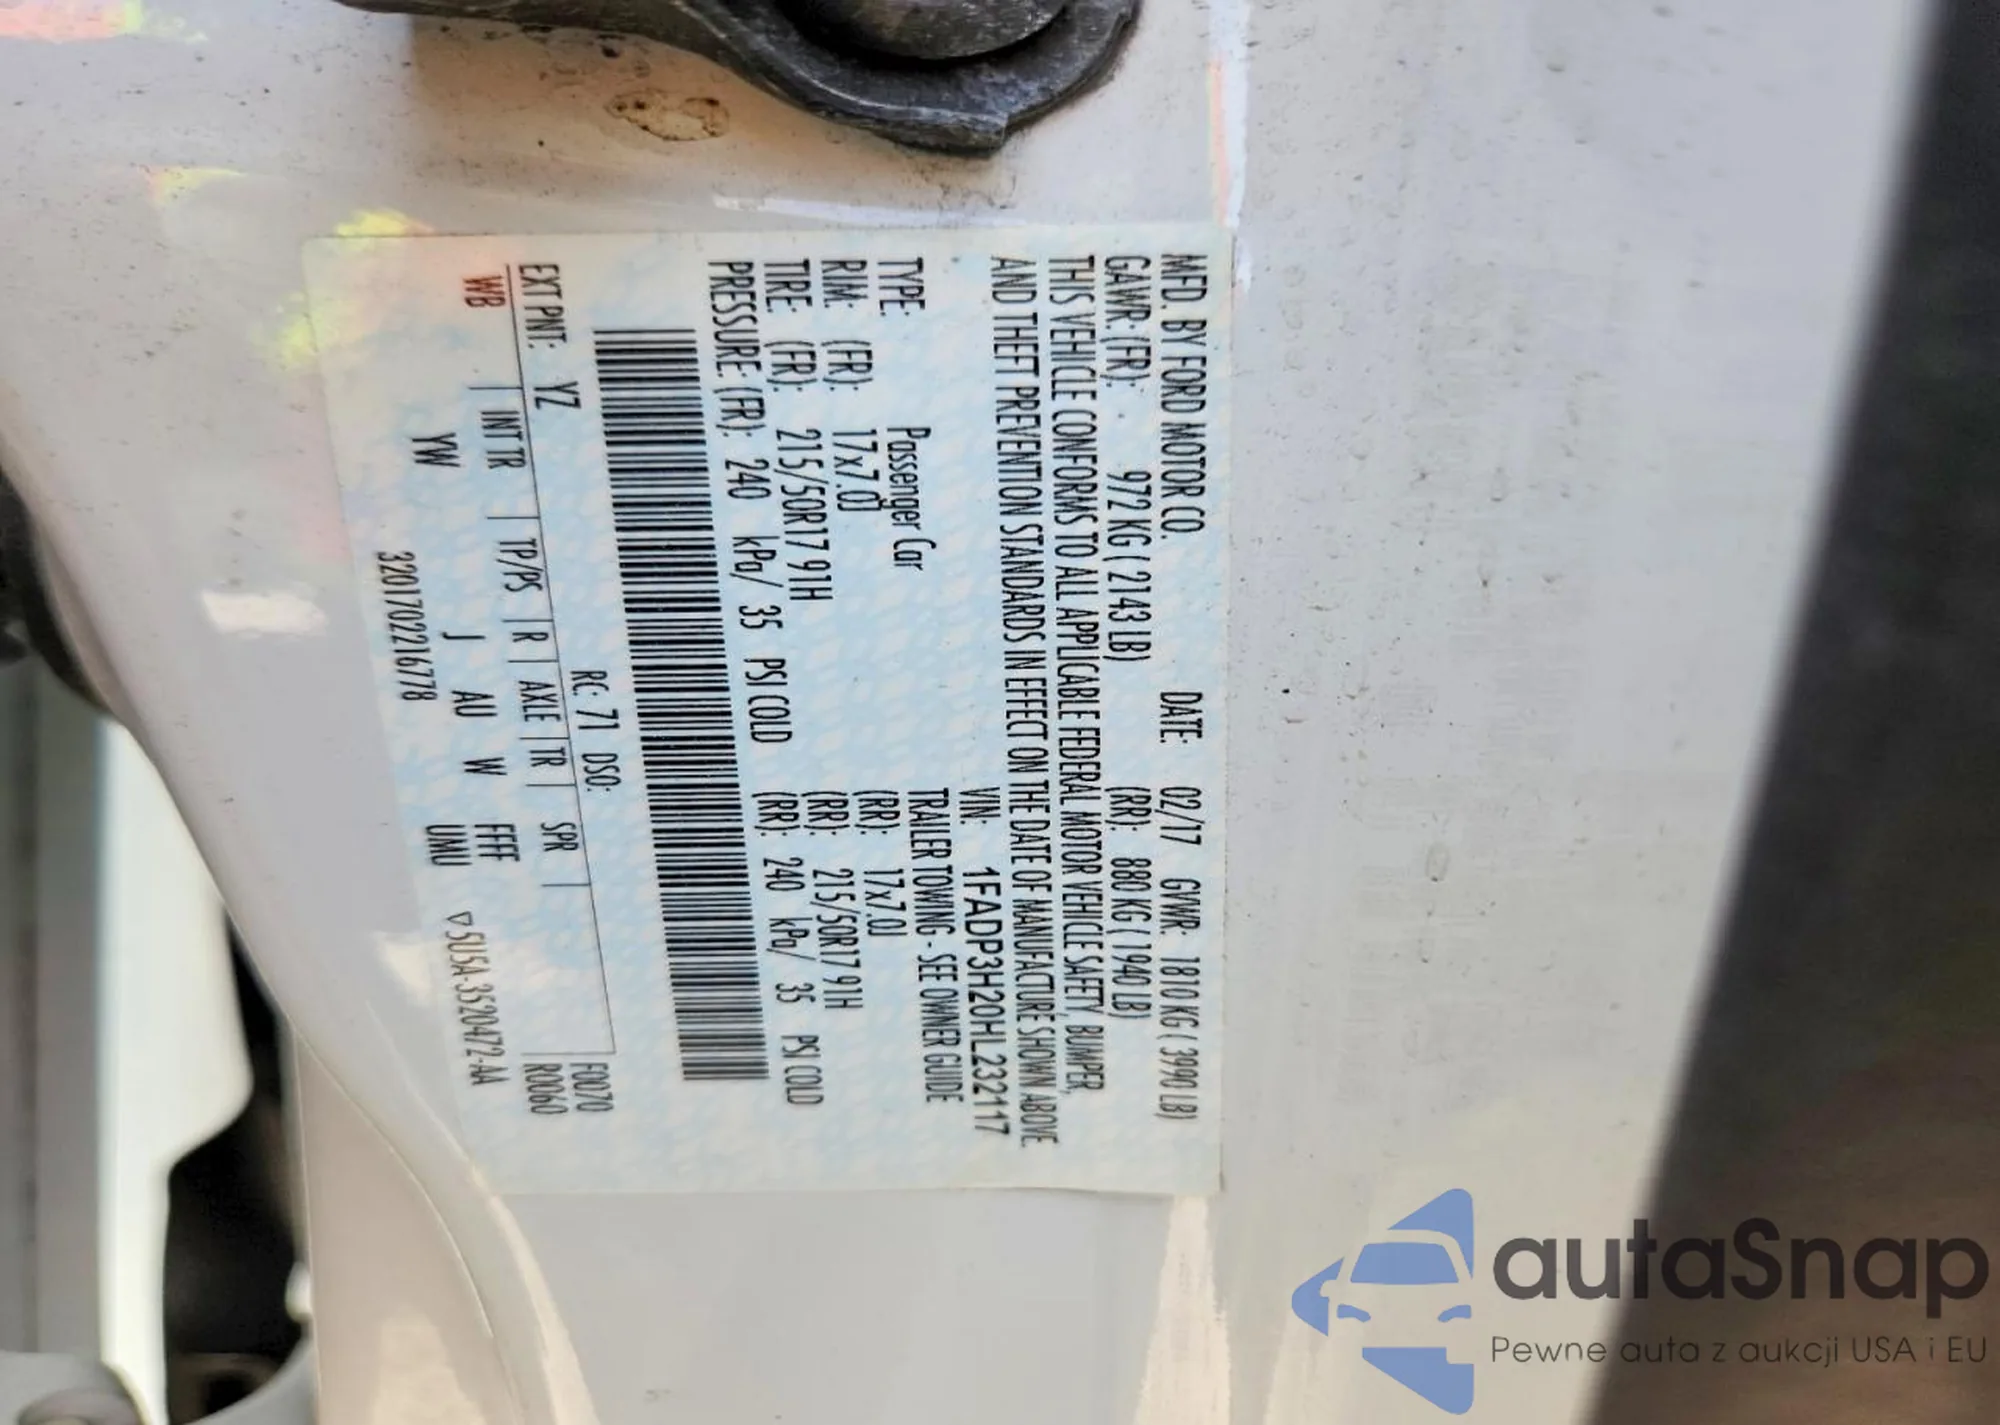 MFD. BY FORD MOTOR CO. DATE: 02/17 GVWR: 1810 KG ( 3990 LB)
GAWR: (FR): 972 KG ( 2143 LB) (RR): 880 KG ( 1940 LB)
THIS VEHICLE CONFORMS TO ALL APPLICABLE FEDERAL MOTOR VEHICLE SAFETY, BUMPER,
AND THEFT PREVENTION STANDARDS IN EFFECT ON THE DATE OF MANUFACTURE SHOWN ABOVE.
VIN: 1FADP3H20HL232117
TYPE: Passenger Car TRAILER TOWING - SEE OWNER GUIDE
RIM: (FR): 17x7.0J (RR): 17x7.0J
TIRE: (FR): 215/50R17 91H (RR): 215/50R17 91H
PRESSURE: (FR): 240 kPa/ 35 PSI COLD (RR): 240 kPa/ 35 PSI COLD
EXT PNT: YZ RC: 71 DSO: F0070
WB INT TR TP/PS R AXLE TR SPR R0060
YW J AU W FFFF
UMU ▽SU5A-3520472-AA
3201702216778
autaSnap
Pewne auta z aukcji USA i EU